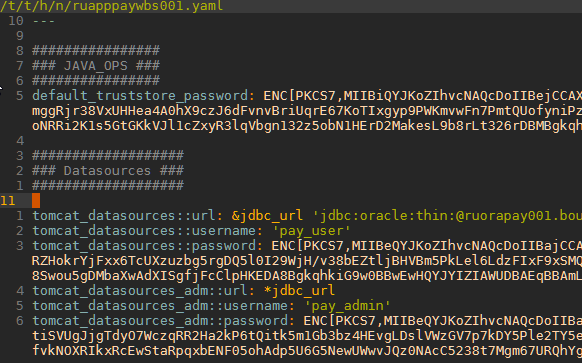 /t/t/h/n/ruapppaywbs001.yaml
10 ---
9
8 ################
7 ### JAVA_OPS ###
6 ################
5 default_truststore_password: ENC[PKCS7,MIIBiQYJKoZIhvcNAQcDoIIBejCCAX
mggRjr38VxUHHea4A0hX9czJ6dFvnvBriUqrE67KoTIxgyp9PWKmvwFn7PmtQUofyniPz
oNRRi2K1s5GtGKkVJl1cZxyR3lqVbgn132z5obN1HErD2MakesL9b8rLt326rDBMBgkqh
4
3 ###################
2 ### Datasources ###
1 ###################
11
1 tomcat_datasources::url: &jdbc_url 'jdbc:oracle:thin:@ruorapay001.bou
2 tomcat_datasources::username: 'pay_user'
3 tomcat_datasources::password: ENC[PKCS7,MIIBeQYJKoZIhvcNAQcDoIIBajCCA
RZHokrYjFxx6TcUXzuzbg5rgDQ5l0I29WjH/v38bEZtljBHVBm5PkLel6LdzFIxF9xSMQ
8Swou5gDMbaXwAdXISgfjFcClpHKEDA8BgkqhkiG9w0BBwEwHQYJYIZIAWUDBAEqBBAmL
4 tomcat_datasources_adm::url: *jdbc_url
5 tomcat_datasources_adm::username: 'pay_admin'
6 tomcat_datasources_adm::password: ENC[PKCS7,MIIBeQYJKoZIhvcNAQcDoIIBa
tiSVUgJjgTdyO7WczqRR2Ha2kP6tQitk5m1Gb3bz4HEvgLDslVWzGV7p7kDY5Ple2TY5q
fvkNOXRIkxRcEwStaRpqxbENF05ohAdp5U6G5NewUWwvJQz0NAcC5238t7Mgm67URQhYq